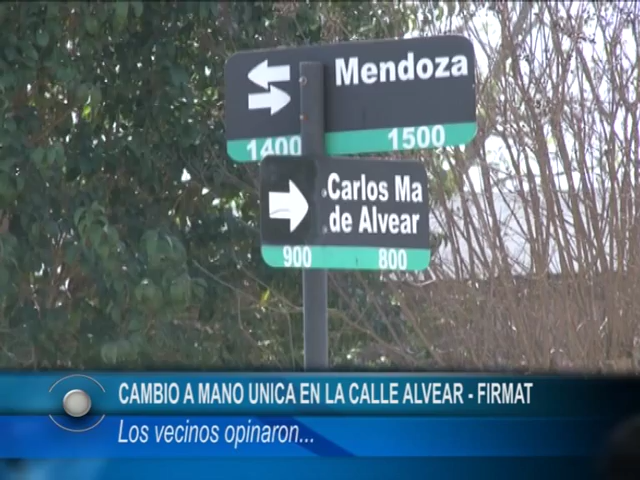 Mendoza
1400 1500
Carlos Ma
de Alvear
900 800
CAMBIO A MANO UNICA EN LA CALLE ALVEAR - FIRMAT
Los vecinos opinaron...